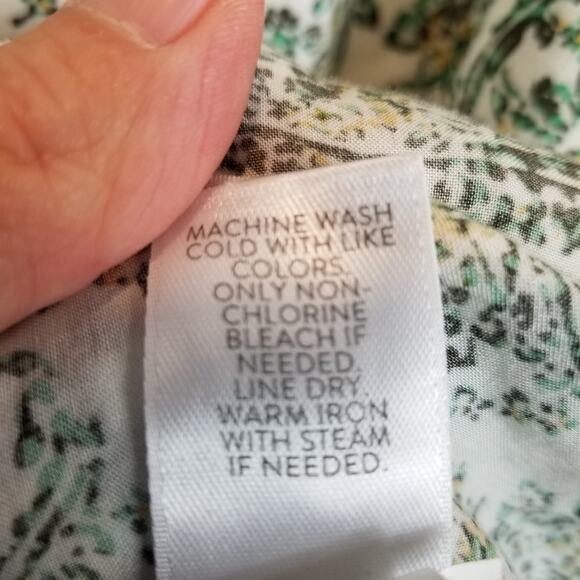 MACHINE WASH
COLD WITH LIKE
COLORS.
ONLY NON-
CHLORINE
BLEACH IF
NEEDED.
LINE DRY.
WARM IRON
WITH STEAM
IF NEEDED.